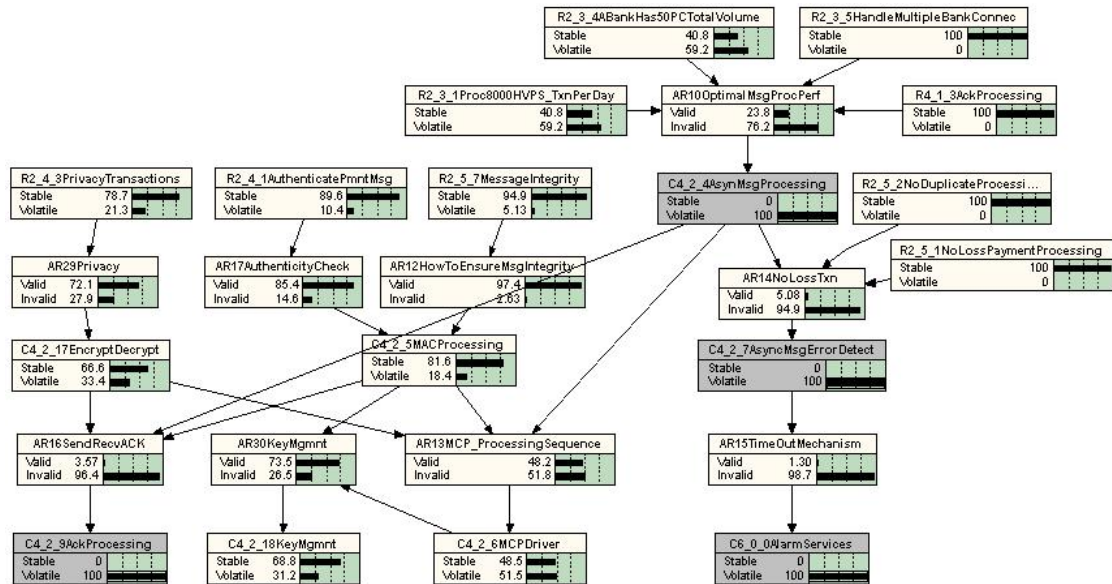 R2_3_4ABankHas50PCTotalVolume
Stable 40.8
Volatile 59.2
R2_3_5HandleMultipleBankConnec
Stable 100
Volatile 0
R2_3_1Proc8000HVPS_TxnPerDay
Stable 40.8
Volatile 59.2
AR10OptimalMsgProcPerf
Valid 23.8
Invalid 76.2
R4_1_3AckProcessing
Stable 100
Volatile 0
R2_4_3PrivacyTransactions
Stable 78.7
Volatile 21.3
R2_4_1AuthenticatePmntMsg
Stable 89.6
Volatile 10.4
R2_5_7MessageIntegrity
Stable 94.9
Volatile 5.13
C4_2_4AsynMsgProcessing
Stable 0
Volatile 100
R2_5_2NoDuplicateProcessi...
Stable 100
Volatile 0
R2_5_1NoLossPaymentProcessing
Stable 100
Volatile 0
AR29Privacy
Valid 72.1
Invalid 27.9
AR17AuthenticityCheck
Valid 85.4
Invalid 14.6
AR12HowToEnsureMsgIntegrity
Valid 97.4
Invalid 2.63
AR14NoLossTxn
Valid 5.08
Invalid 94.9
C4_2_17EncryptDecrypt
Stable 66.6
Volatile 33.4
C4_2_5MACProcessing
Stable 81.6
Volatile 18.4
C4_2_7AsyncMsgErrorDetect
Stable 0
Volatile 100
AR16SendRecvACK
Valid 3.57
Invalid 96.4
AR30KeyMgmnt
Valid 73.5
Invalid 26.5
AR13MCP_ProcessingSequence
Valid 48.2
Invalid 51.8
AR15TimeOutMechanism
Valid 1.30
Invalid 98.7
C4_2_9AckProcessing
Stable 0
Volatile 100
C4_2_18KeyMgmnt
Stable 68.8
Volatile 31.2
C4_2_6MCPDriver
Stable 48.5
Volatile 51.5
C6_0_0AlarmServices
Stable 0
Volatile 100